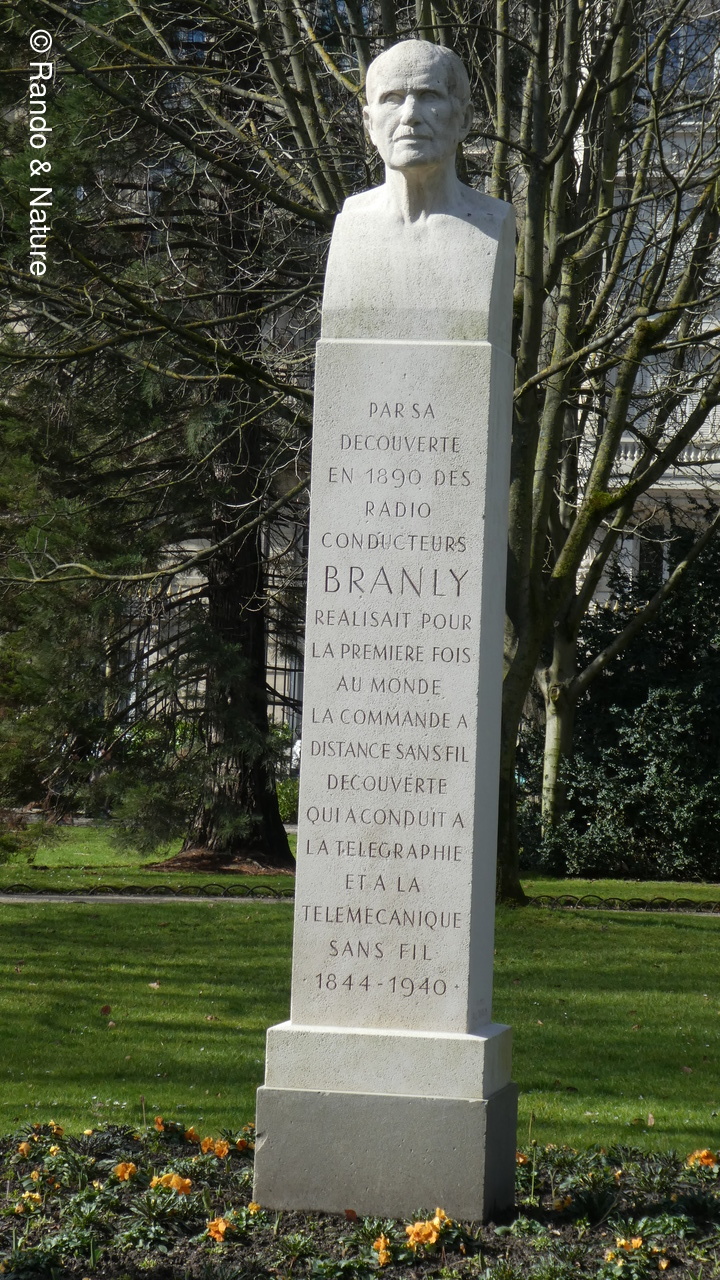 © Rando & Nature
PAR SA
DECOUVERTE
EN 1890 DES
RADIO
CONDUCTEURS
BRANLY
REALISAIT POUR
LA PREMIERE FOIS
AU MONDE
LA COMMANDE A
DISTANCE SANS FIL
DECOUVERTE
QUI A CONDUIT A
LA TELEGRAPHIE
ET A LA
TELEMECANIQUE
SANS FIL
· 1844 - 1940 ·